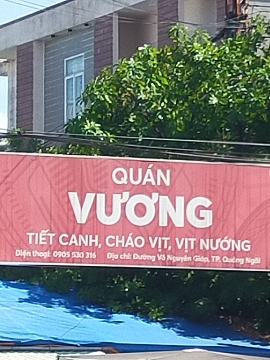 QUÁN
VƯƠNG
TIẾT CANH, CHÁO VỊT, VỊT NƯỚNG
Điện thoại: 0905 530 316 Địa chỉ: Đường Võ Nguyên Giáp, TP. Quảng Ngãi